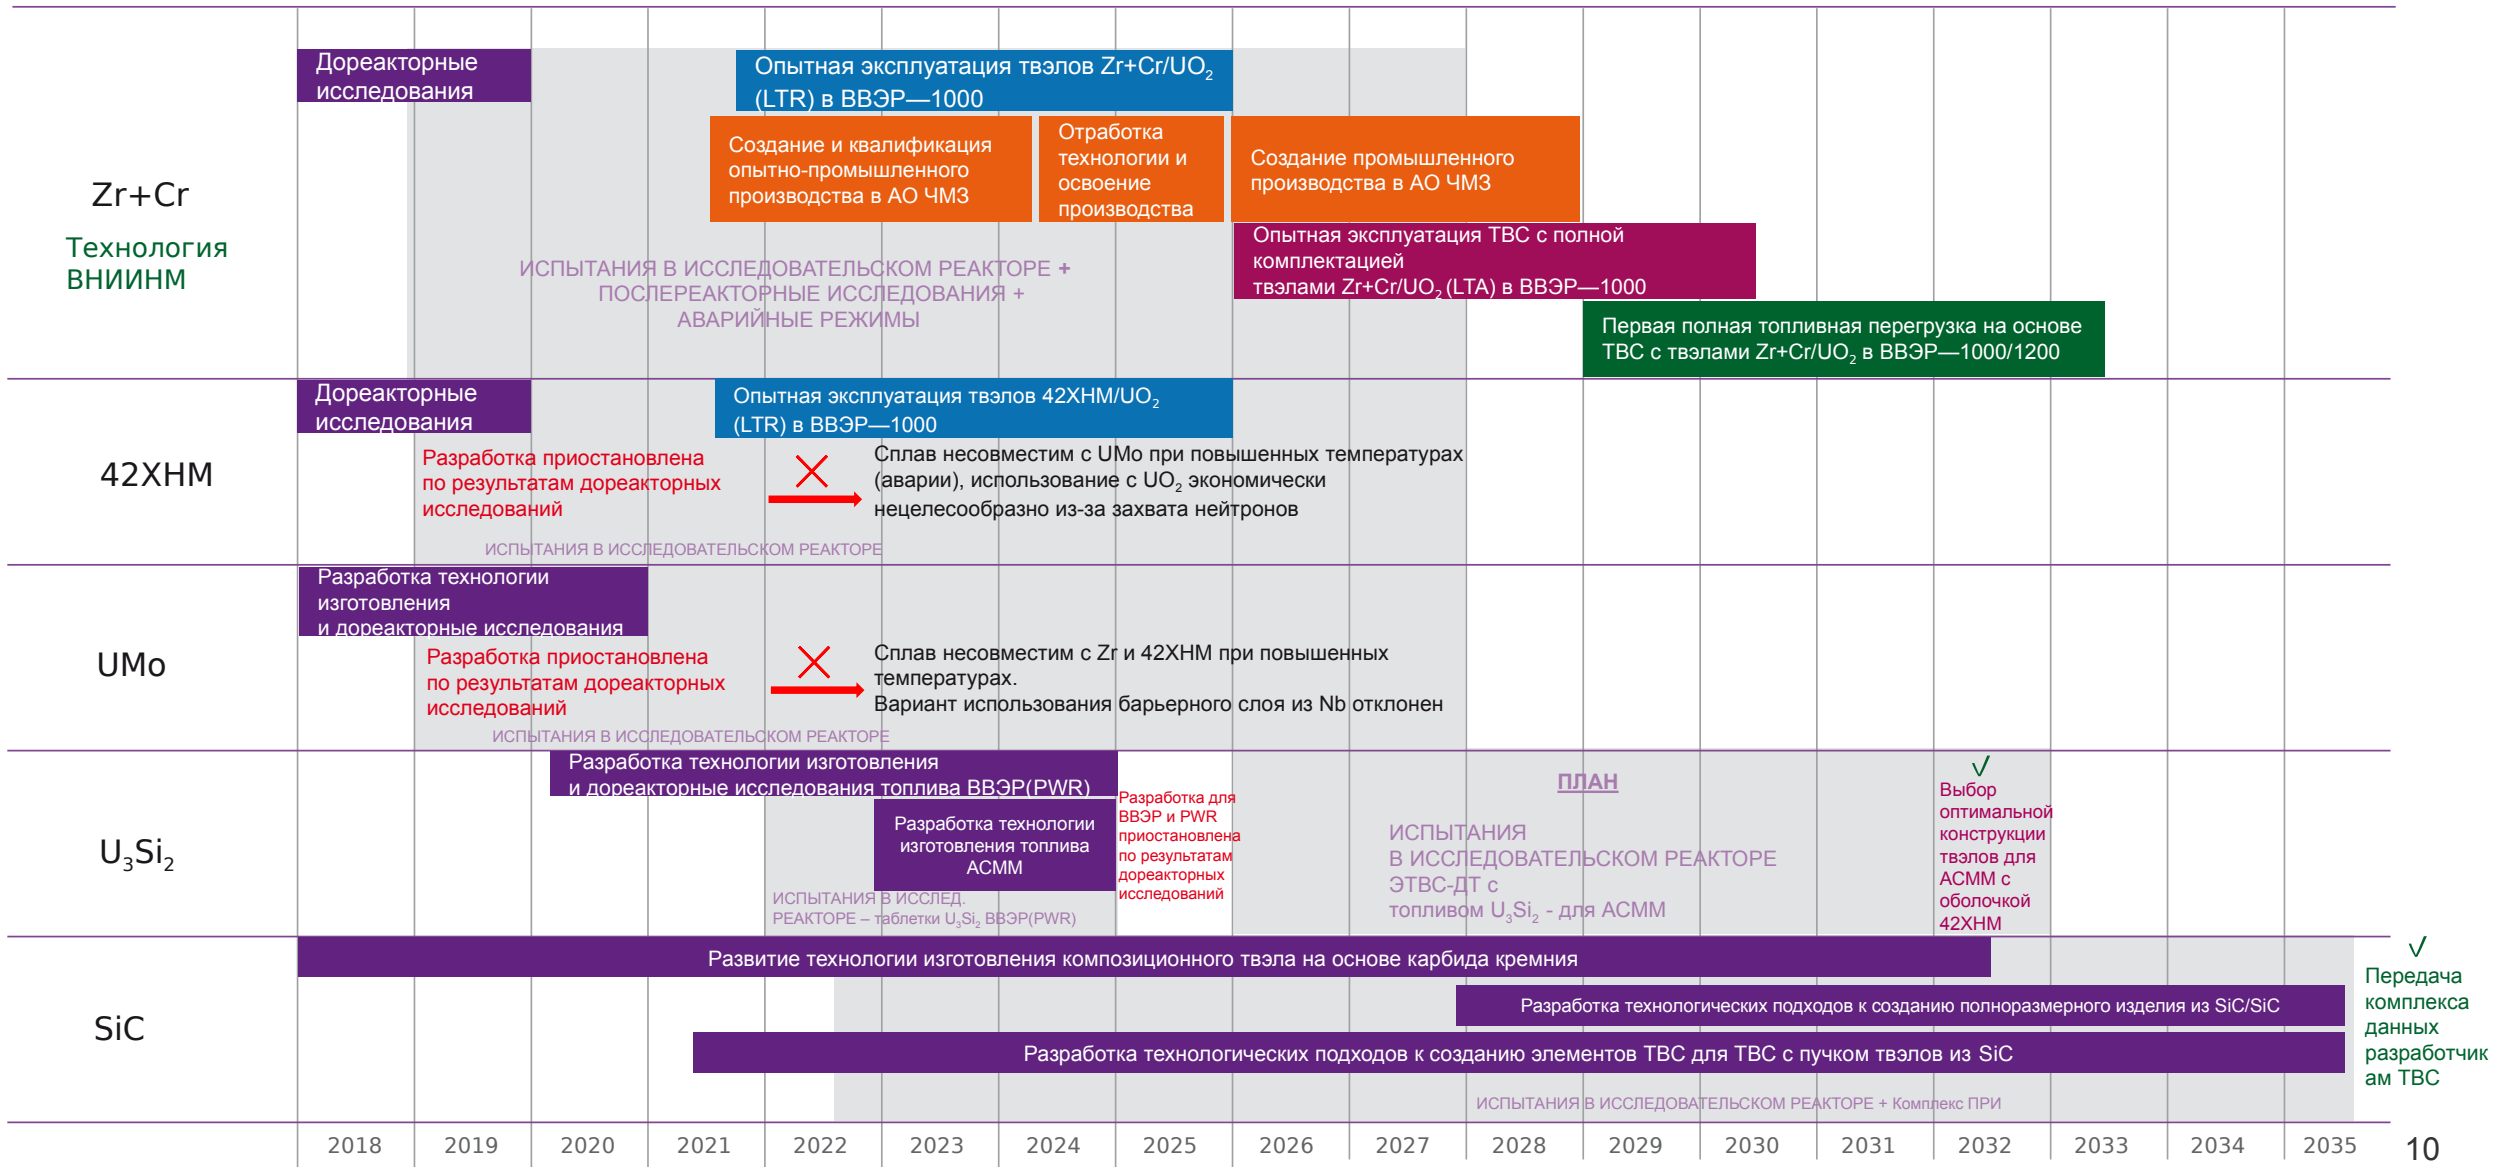 Дореакторные
исследования
Опытная эксплуатация твэлов Zr+Cr/UO₂
(LTR) в ВВЭР—1000
Создание и квалификация
опытно-промышленного
производства в АО ЧМЗ
Отработка
технологии и
освоение
производства
Создание промышленного
производства в АО ЧМЗ
Zr+Cr
Технология
ВНИИНМ
Опытная эксплуатация ТВС с полной
комплектацией
твэлами Zr+Cr/UO₂ (LTA) в ВВЭР—1000
ИСПЫТАНИЯ В ИССЛЕДОВАТЕЛЬСКОМ РЕАКТОРЕ +
ПОСЛЕРЕАКТОРНЫЕ ИССЛЕДОВАНИЯ +
АВАРИЙНЫЕ РЕЖИМЫ
Первая полная топливная перегрузка на основе
ТВС с твэлами Zr+Cr/UO₂ в ВВЭР—1000/1200
Дореакторные
исследования
Опытная эксплуатация твэлов 42ХНМ/UO₂
(LTR) в ВВЭР—1000
42ХНМ
Разработка приостановлена
по результатам дореакторных
исследований
Сплав несовместим с UMo при повышенных температурах
(аварии), использование с UO₂ экономически
нецелесообразно из-за захвата нейтронов
ИСПЫТАНИЯ В ИССЛЕДОВАТЕЛЬСКОМ РЕАКТОРЕ
Разработка технологии
изготовления
и дореакторные исследования
UMo
Разработка приостановлена
по результатам дореакторных
исследований
Сплав несовместим с Zr и 42ХНМ при повышенных
температурах.
Вариант использования барьерного слоя из Nb отклонен
ИСПЫТАНИЯ В ИССЛЕДОВАТЕЛЬСКОМ РЕАКТОРЕ
Разработка технологии изготовления
и дореакторные исследования топлива ВВЭР(PWR)
U₃Si₂
Разработка технологии
изготовления топлива
АСММ
ИСПЫТАНИЯ В ИССЛЕД.
РЕАКТОРЕ – таблетки U₃Si₂ ВВЭР(PWR)
Разработка для
ВВЭР и PWR
приостановлена
по результатам
дореакторных
исследований
ПЛАН
ИСПЫТАНИЯ
В ИССЛЕДОВАТЕЛЬСКОМ РЕАКТОРЕ
ЭТВС-ДТ с
топливом U₃Si₂ - для АСММ
Выбор
оптимальной
конструкции
твэлов для
АСММ с
оболочкой
42ХНМ
SiC
Развитие технологии изготовления композиционного твэла на основе карбида кремния
Разработка технологических подходов к созданию полноразмерного изделия из SiC/SiC
Разработка технологических подходов к созданию элементов ТВС для ТВС с пучком твэлов из SiC
ИСПЫТАНИЯ В ИССЛЕДОВАТЕЛЬСКОМ РЕАКТОРЕ + Комплекс ПРИ
Передача
комплекса
данных
разработчик
ам ТВС
2018 2019 2020 2021 2022 2023 2024 2025 2026 2027 2028 2029 2030 2031 2032 2033 2034 2035
10